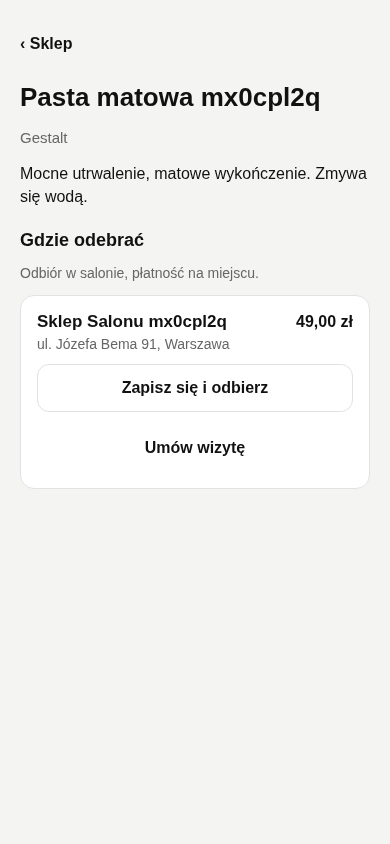 ‹ Sklep
Pasta matowa mx0cpl2q
Gestalt
Mocne utrwalenie, matowe wykończenie. Zmywa
się wodą.
Gdzie odebrać
Odbiór w salonie, płatność na miejscu.
Sklep Salonu mx0cpl2q 49,00 zł
ul. Józefa Bema 91, Warszawa
Zapisz się i odbierz
Umów wizytę